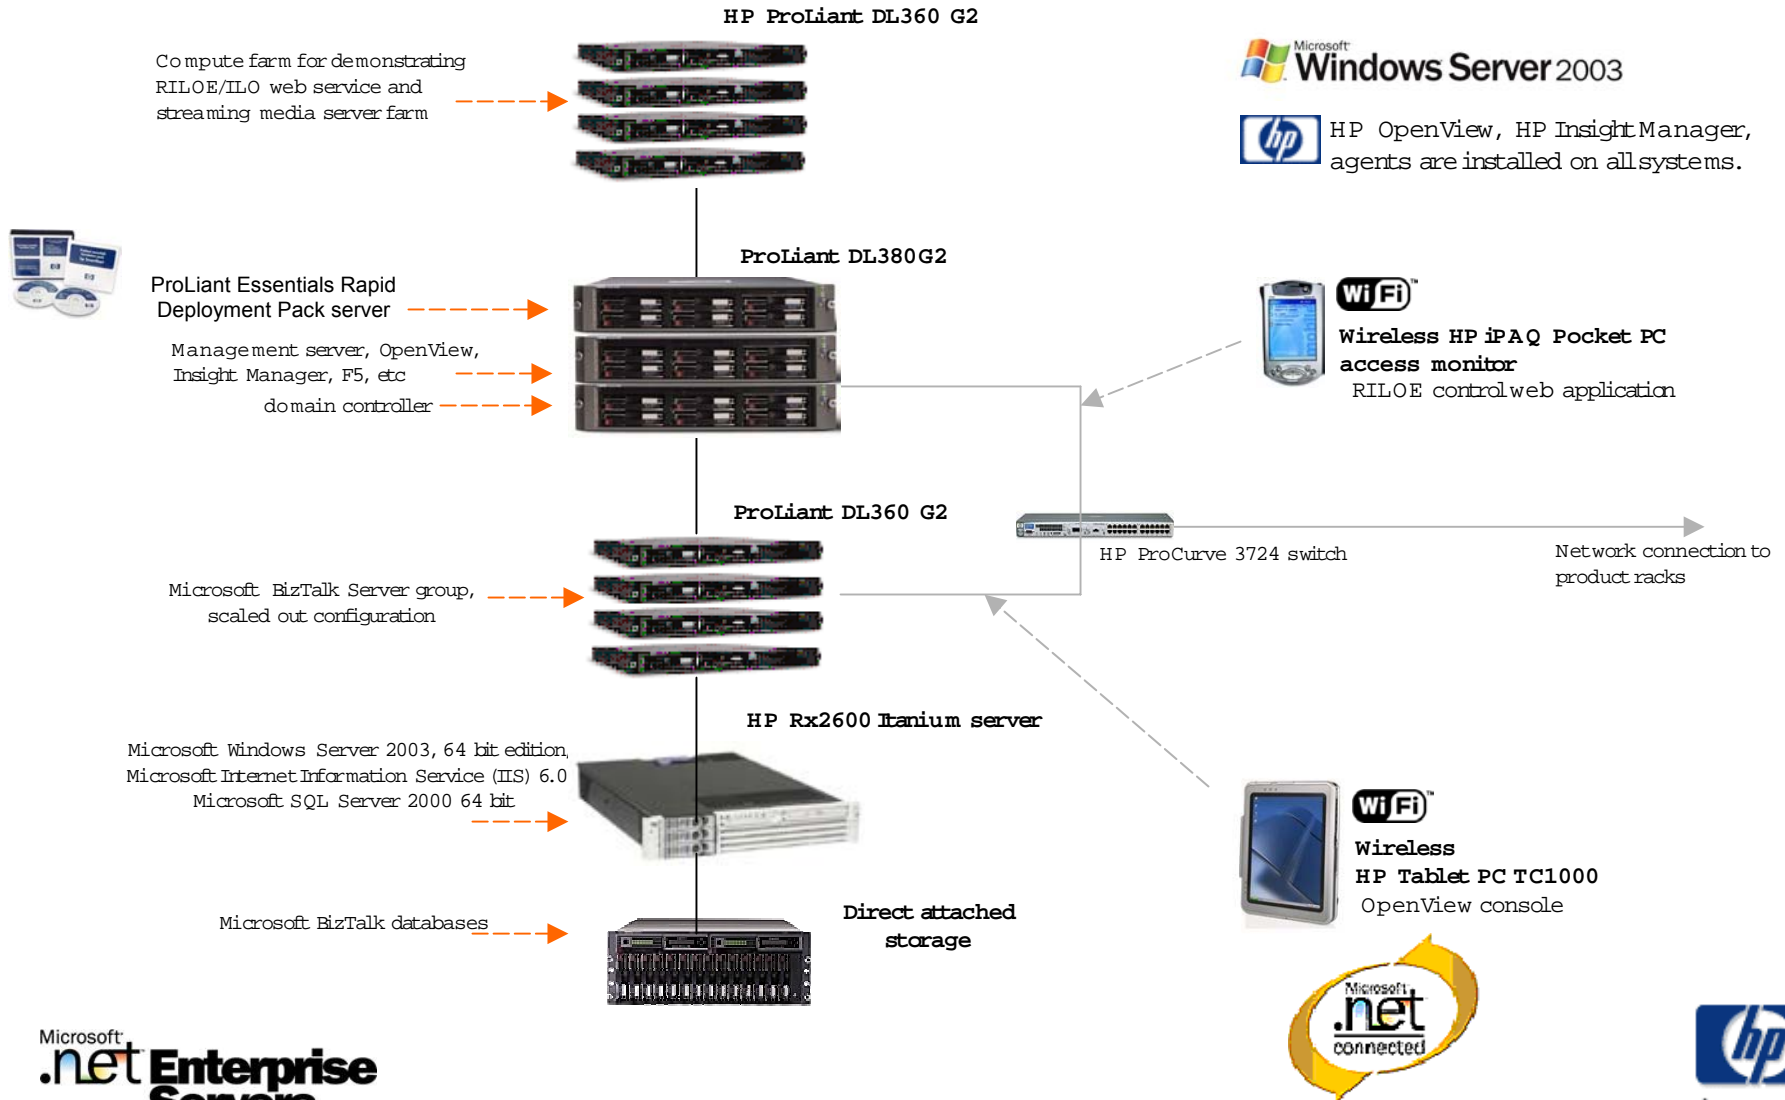 HP ProLiant DL360 G2
Compute farm for demonstrating
RILOE/ILO web service and
streaming media server farm
Microsoft
Windows Server 2003
hp
HP OpenView, HP Insight Manager,
agents are installed on all systems.
ProLiant DL380G2
ProLiant Essentials Rapid
Deployment Pack server
Management server, OpenView,
Insight Manager, F5, etc
domain controller
Wi Fi™
Wireless HP iPAQ Pocket PC
access monitor
RILOE control web application
ProLiant DL360 G2
HP ProCurve 3724 switch
Network connection to
product racks
Microsoft BizTalk Server group,
scaled out configuration
HP Rx2600 Itanium server
Microsoft Windows Server 2003, 64 bit edition,
Microsoft Internet Information Service (IIS) 6.0
Microsoft SQL Server 2000 64 bit
Wi Fi™
Wireless
HP Tablet PC TC1000
OpenView console
Microsoft BizTalk databases
Direct attached
storage
Microsoft
.net
connected
Microsoft
.net Enterprise
Servers
hp